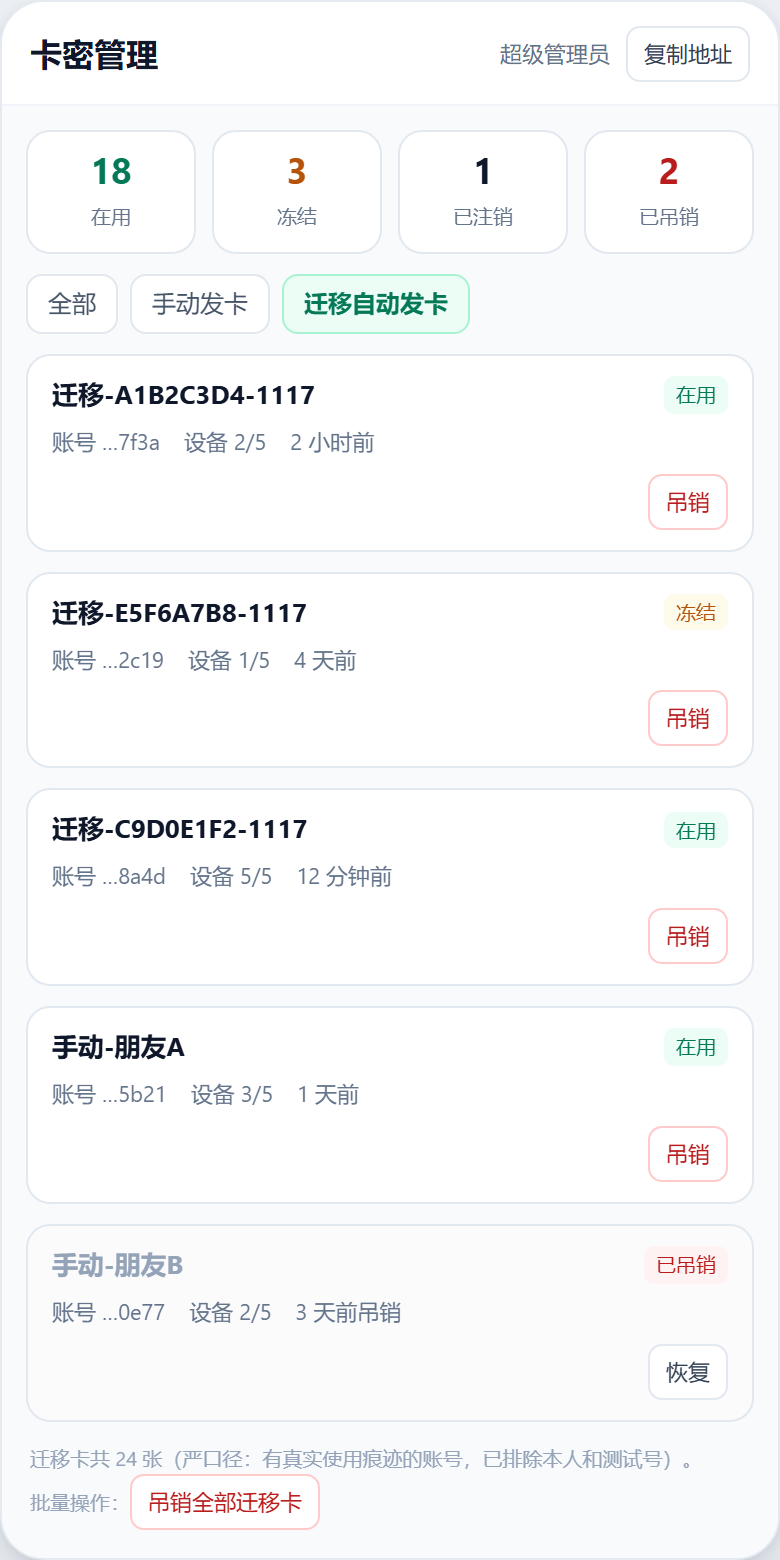 卡密管理 超级管理员 复制地址
18 3 1 2
在用 冻结 已注销 已吊销
全部 手动发卡 迁移自动发卡
迁移-A1B2C3D4-1117 在用
账号 ...7f3a 设备 2/5 2 小时前
吊销
迁移-E5F6A7B8-1117 冻结
账号 ...2c19 设备 1/5 4 天前
吊销
迁移-C9D0E1F2-1117 在用
账号 ...8a4d 设备 5/5 12 分钟前
吊销
手动-朋友A 在用
账号 ...5b21 设备 3/5 1 天前
吊销
手动-朋友B 已吊销
账号 ...0e77 设备 2/5 3 天前吊销
恢复
迁移卡共 24 张（严口径：有真实使用痕迹的账号，已排除本人和测试号）。
批量操作： 吊销全部迁移卡